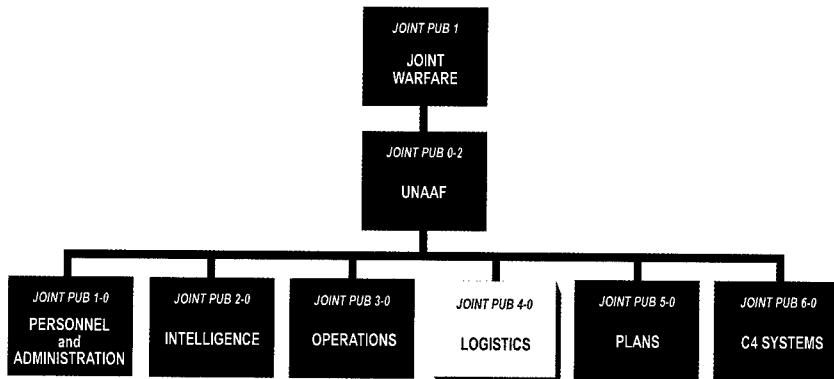 JOINT PUB 1
JOINT
WARFARE
JOINT PUB 0-2
UNAAF
JOINT PUB 1-0
PERSONNEL
and
ADMINISTRATION
JOINT PUB 2-0
INTELLIGENCE
JOINT PUB 3-0
OPERATIONS
JOINT PUB 4-0
LOGISTICS
JOINT PUB 5-0
PLANS
JOINT PUB 6-0
C4 SYSTEMS